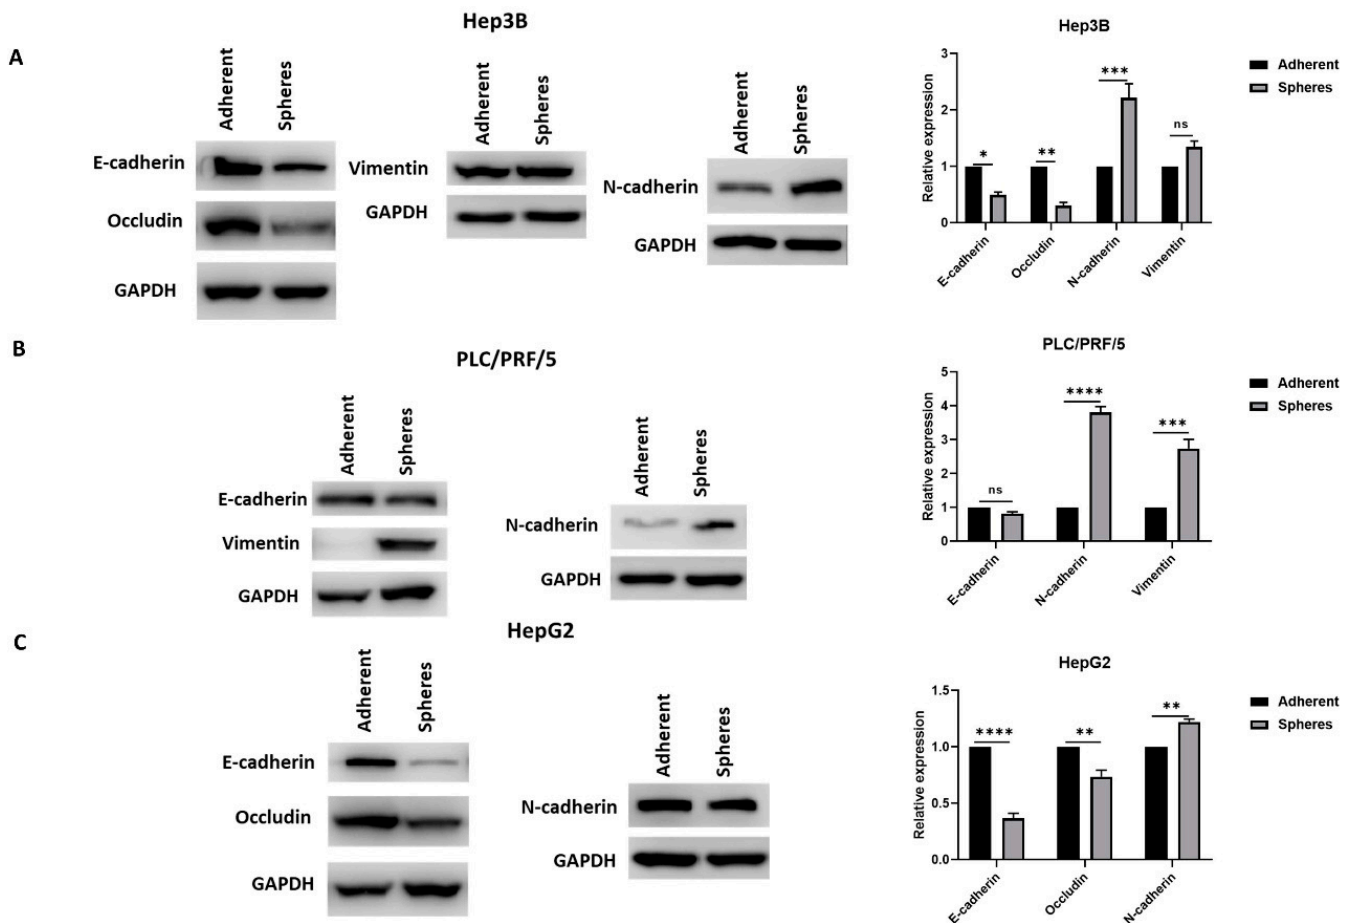 Hep3B
A
Adherent
Spheres
E-cadherin
Occludin
GAPDH
Adherent
Spheres
Vimentin
GAPDH
Adherent
Spheres
N-cadherin
GAPDH
Hep3B
Relative expression
3
2
1
0
*
**
***
ns
E-cadherin
Occludin
N-cadherin
Vimentin
Adherent
Spheres
B
PLC/PRF/5
Adherent
Spheres
E-cadherin
Vimentin
GAPDH
Adherent
Spheres
N-cadherin
GAPDH
PLC/PRF/5
Relative expression
5
4
3
2
1
0
ns
****
***
E-cadherin
N-cadherin
Vimentin
Adherent
Spheres
C
HepG2
Adherent
Spheres
E-cadherin
Occludin
GAPDH
Adherent
Spheres
N-cadherin
GAPDH
HepG2
Relative expression
1.5
1.0
0.5
0.0
****
**
**
E-cadherin
Occludin
N-cadherin
Adherent
Spheres